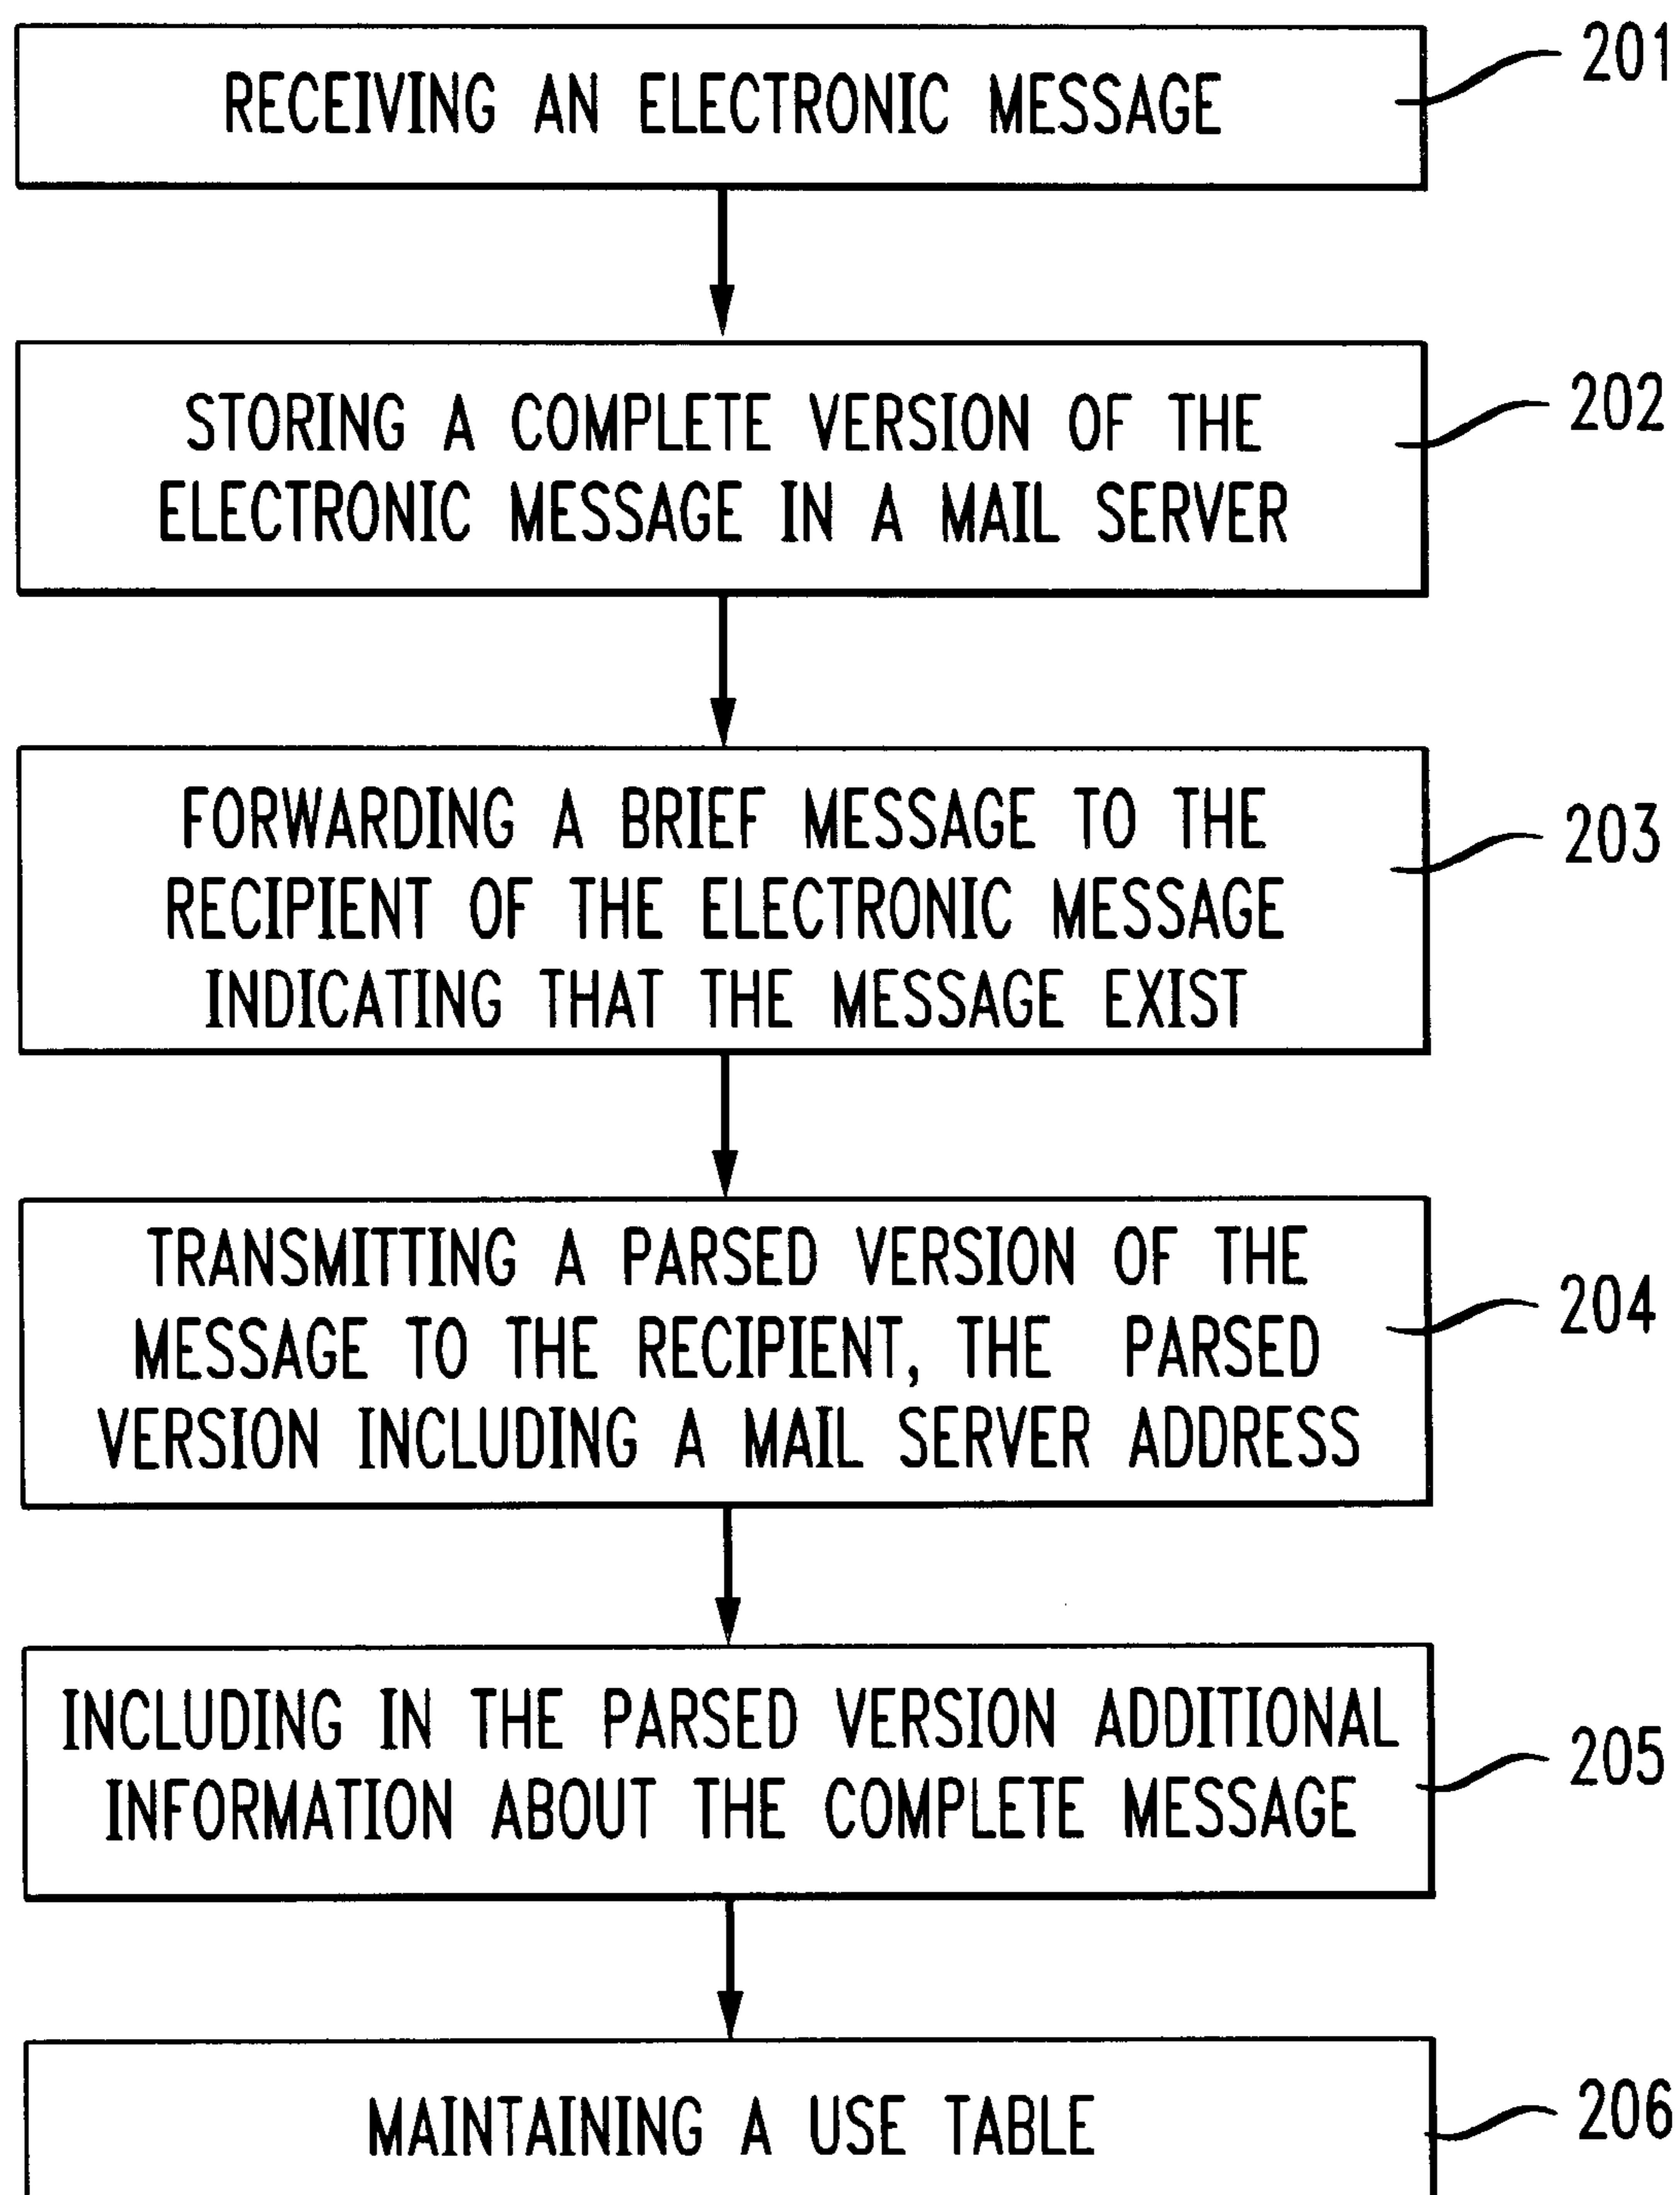 RECEIVING AN ELECTRONIC MESSAGE
201
STORING A COMPLETE VERSION OF THE
ELECTRONIC MESSAGE IN A MAIL SERVER
202
FORWARDING A BRIEF MESSAGE TO THE
RECIPIENT OF THE ELECTRONIC MESSAGE
INDICATING THAT THE MESSAGE EXIST
203
TRANSMITTING A PARSED VERSION OF THE
MESSAGE TO THE RECIPIENT, THE PARSED
VERSION INCLUDING A MAIL SERVER ADDRESS
204
INCLUDING IN THE PARSED VERSION ADDITIONAL
INFORMATION ABOUT THE COMPLETE MESSAGE
205
MAINTAINING A USE TABLE
206